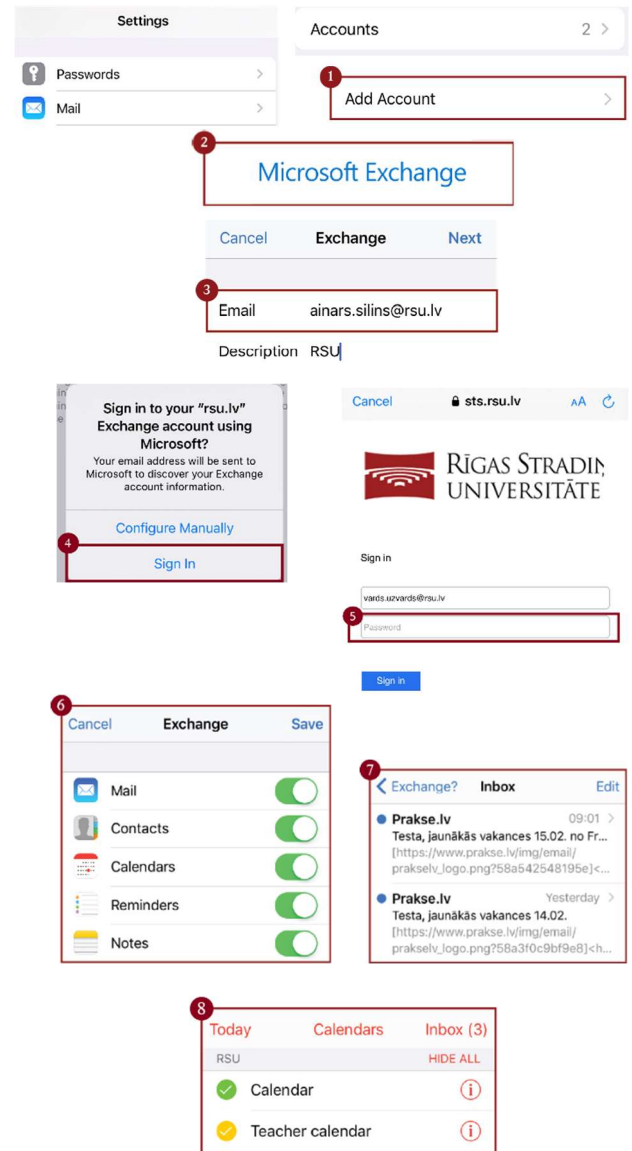 Settings
Passwords
Mail
Accounts 2
1
Add Account
2
Microsoft Exchange
Cancel Exchange Next
3
Email ainars.silins@rsu.lv
Description RSU
Sign in to your "rsu.lv"
Exchange account using
Microsoft?
Your email address will be sent to
Microsoft to discover your Exchange
account information.
Configure Manually
4
Sign In
Cancel sts.rsu.lv AA
RĪGAS STRADIŅ
UNIVERSITĀTE
Sign in
vards.uzvards@rsu.lv
5
Password
Sign in
6
Cancel Exchange Save
Mail
Contacts
Calendars
Reminders
Notes
7
Exchange? Inbox Edit
Prakse.lv 09:01
Testa, jaunākās vakances 15.02. no Fr...
[https://www.prakse.lv/img/email/
prakselv_logo.png?58a542548195e]<...
Prakse.lv Yesterday
Testa, jaunākās vakances 14.02.
[https://www.prakse.lv/img/email/
prakselv_logo.png?58a3f0c9bf9e8]<h...
8
Today Calendars Inbox (3)
RSU HIDE ALL
Calendar
Teacher calendar